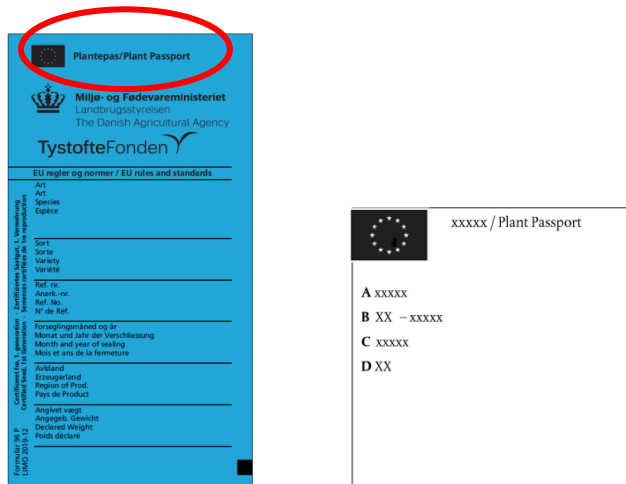 Plantepas/Plant Passport
Miljø- og Fødevareministeriet
Landbrugsstyrelsen
The Danish Agricultural Agency
TystofteFonden
EU regler og normer / EU rules and standards
Art
Art
Species
Espèce
Sort
Sorte
Variety
Variété
Ref. nr.
Anerk.-nr.
Ref. No.
N° de Réf.
Forseglingsmåned og år
Monat und Jahr der Verschliessung
Month and year of sealing
Mois et ans de la fermeture
Avlsland
Erzeugerland
Region of Prod.
Pays de Product
Angivet vægt
Angegeb. Gewicht
Declared Weight
Poids déclaré
Certificeret frø, 1. generation - Zertifiziertes Saatgut, 1. Vermehrung
Certified Seed, 1st Generation - Semences certifiées de 1re reproduction
Formular 96 P
LIMO 2019-12
xxxxx / Plant Passport
A xxxxx
B XX – xxxxx
C xxxxx
D XX